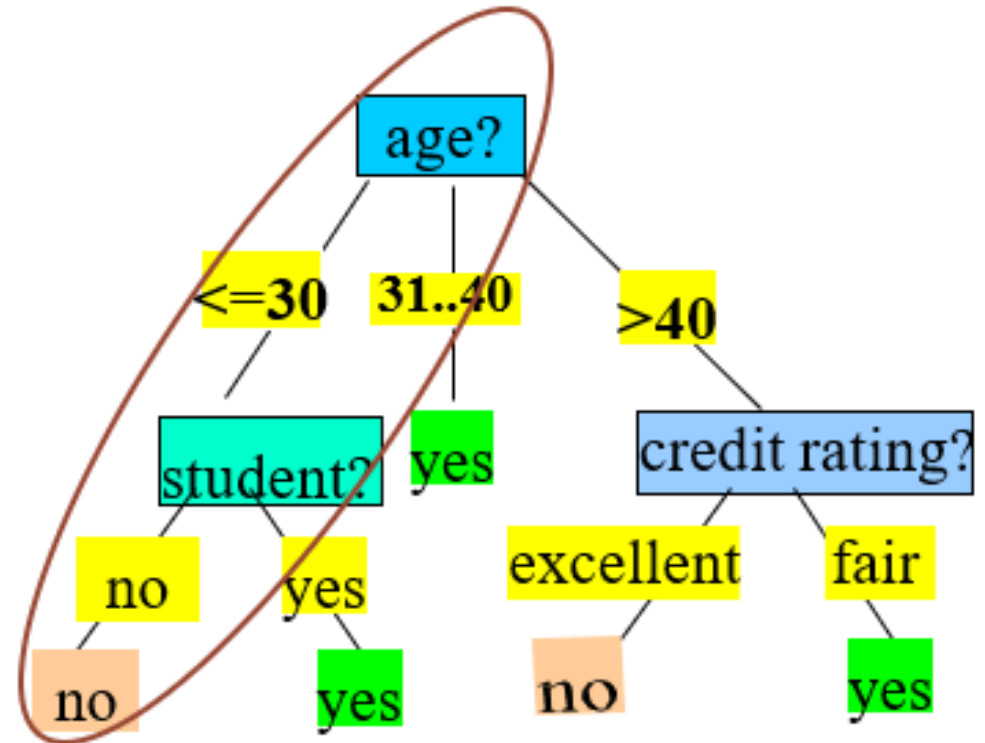 age?
<=30
31..40
>40
student?
yes
credit rating?
no
yes
excellent
fair
no
yes
no
yes